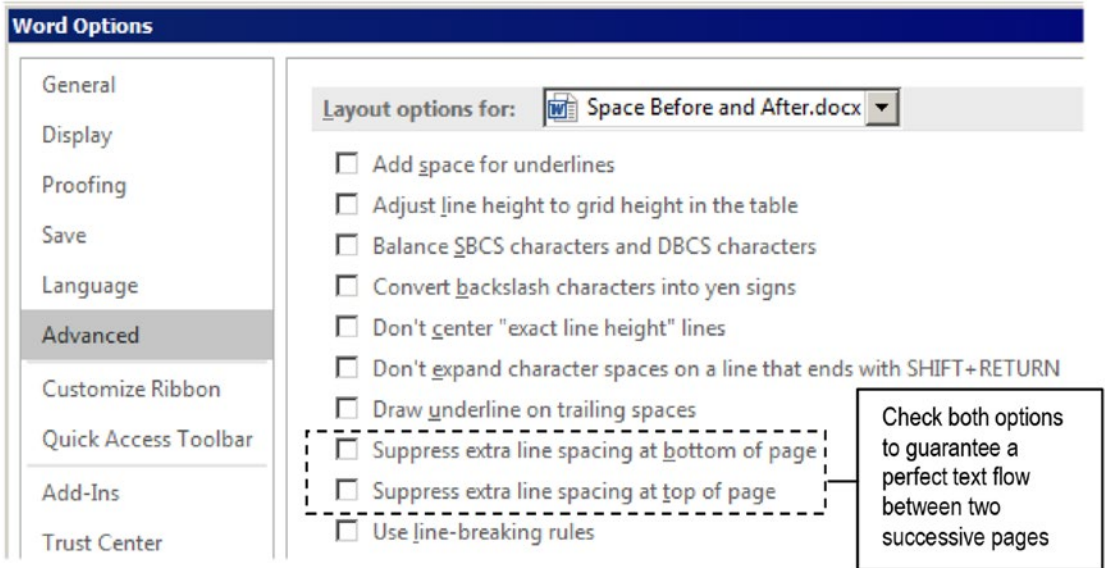 Word Options
General
Display
Proofing
Save
Language
Advanced
Customize Ribbon
Quick Access Toolbar
Add-Ins
Trust Center
Layout options for: Space Before and After.docx
Add space for underlines
Adjust line height to grid height in the table
Balance SBCS characters and DBCS characters
Convert backslash characters into yen signs
Don't center "exact line height" lines
Don't expand character spaces on a line that ends with SHIFT+RETURN
Draw underline on trailing spaces
Suppress extra line spacing at bottom of page
Suppress extra line spacing at top of page
Use line-breaking rules
Check both options
to guarantee a
perfect text flow
between two
successive pages